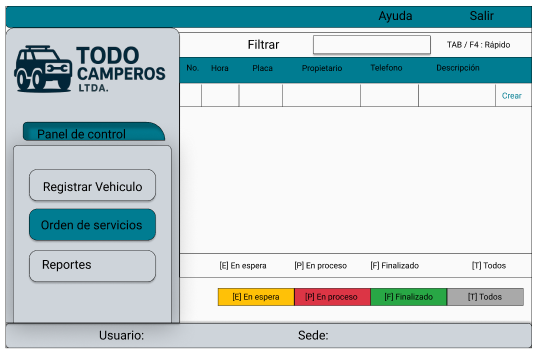 Ayuda Salir
TODO
CAMPEROS
LTDA.
Filtrar TAB / F4 : Rápido
No. Hora Placa Propietario Telefono Descripción
Crear
Panel de control
Registrar Vehiculo
Orden de servicios
Reportes
[E] En espera [P] En proceso [F] Finalizado [T] Todos
[E] En espera [P] En proceso [F] Finalizado [T] Todos
Usuario: Sede: